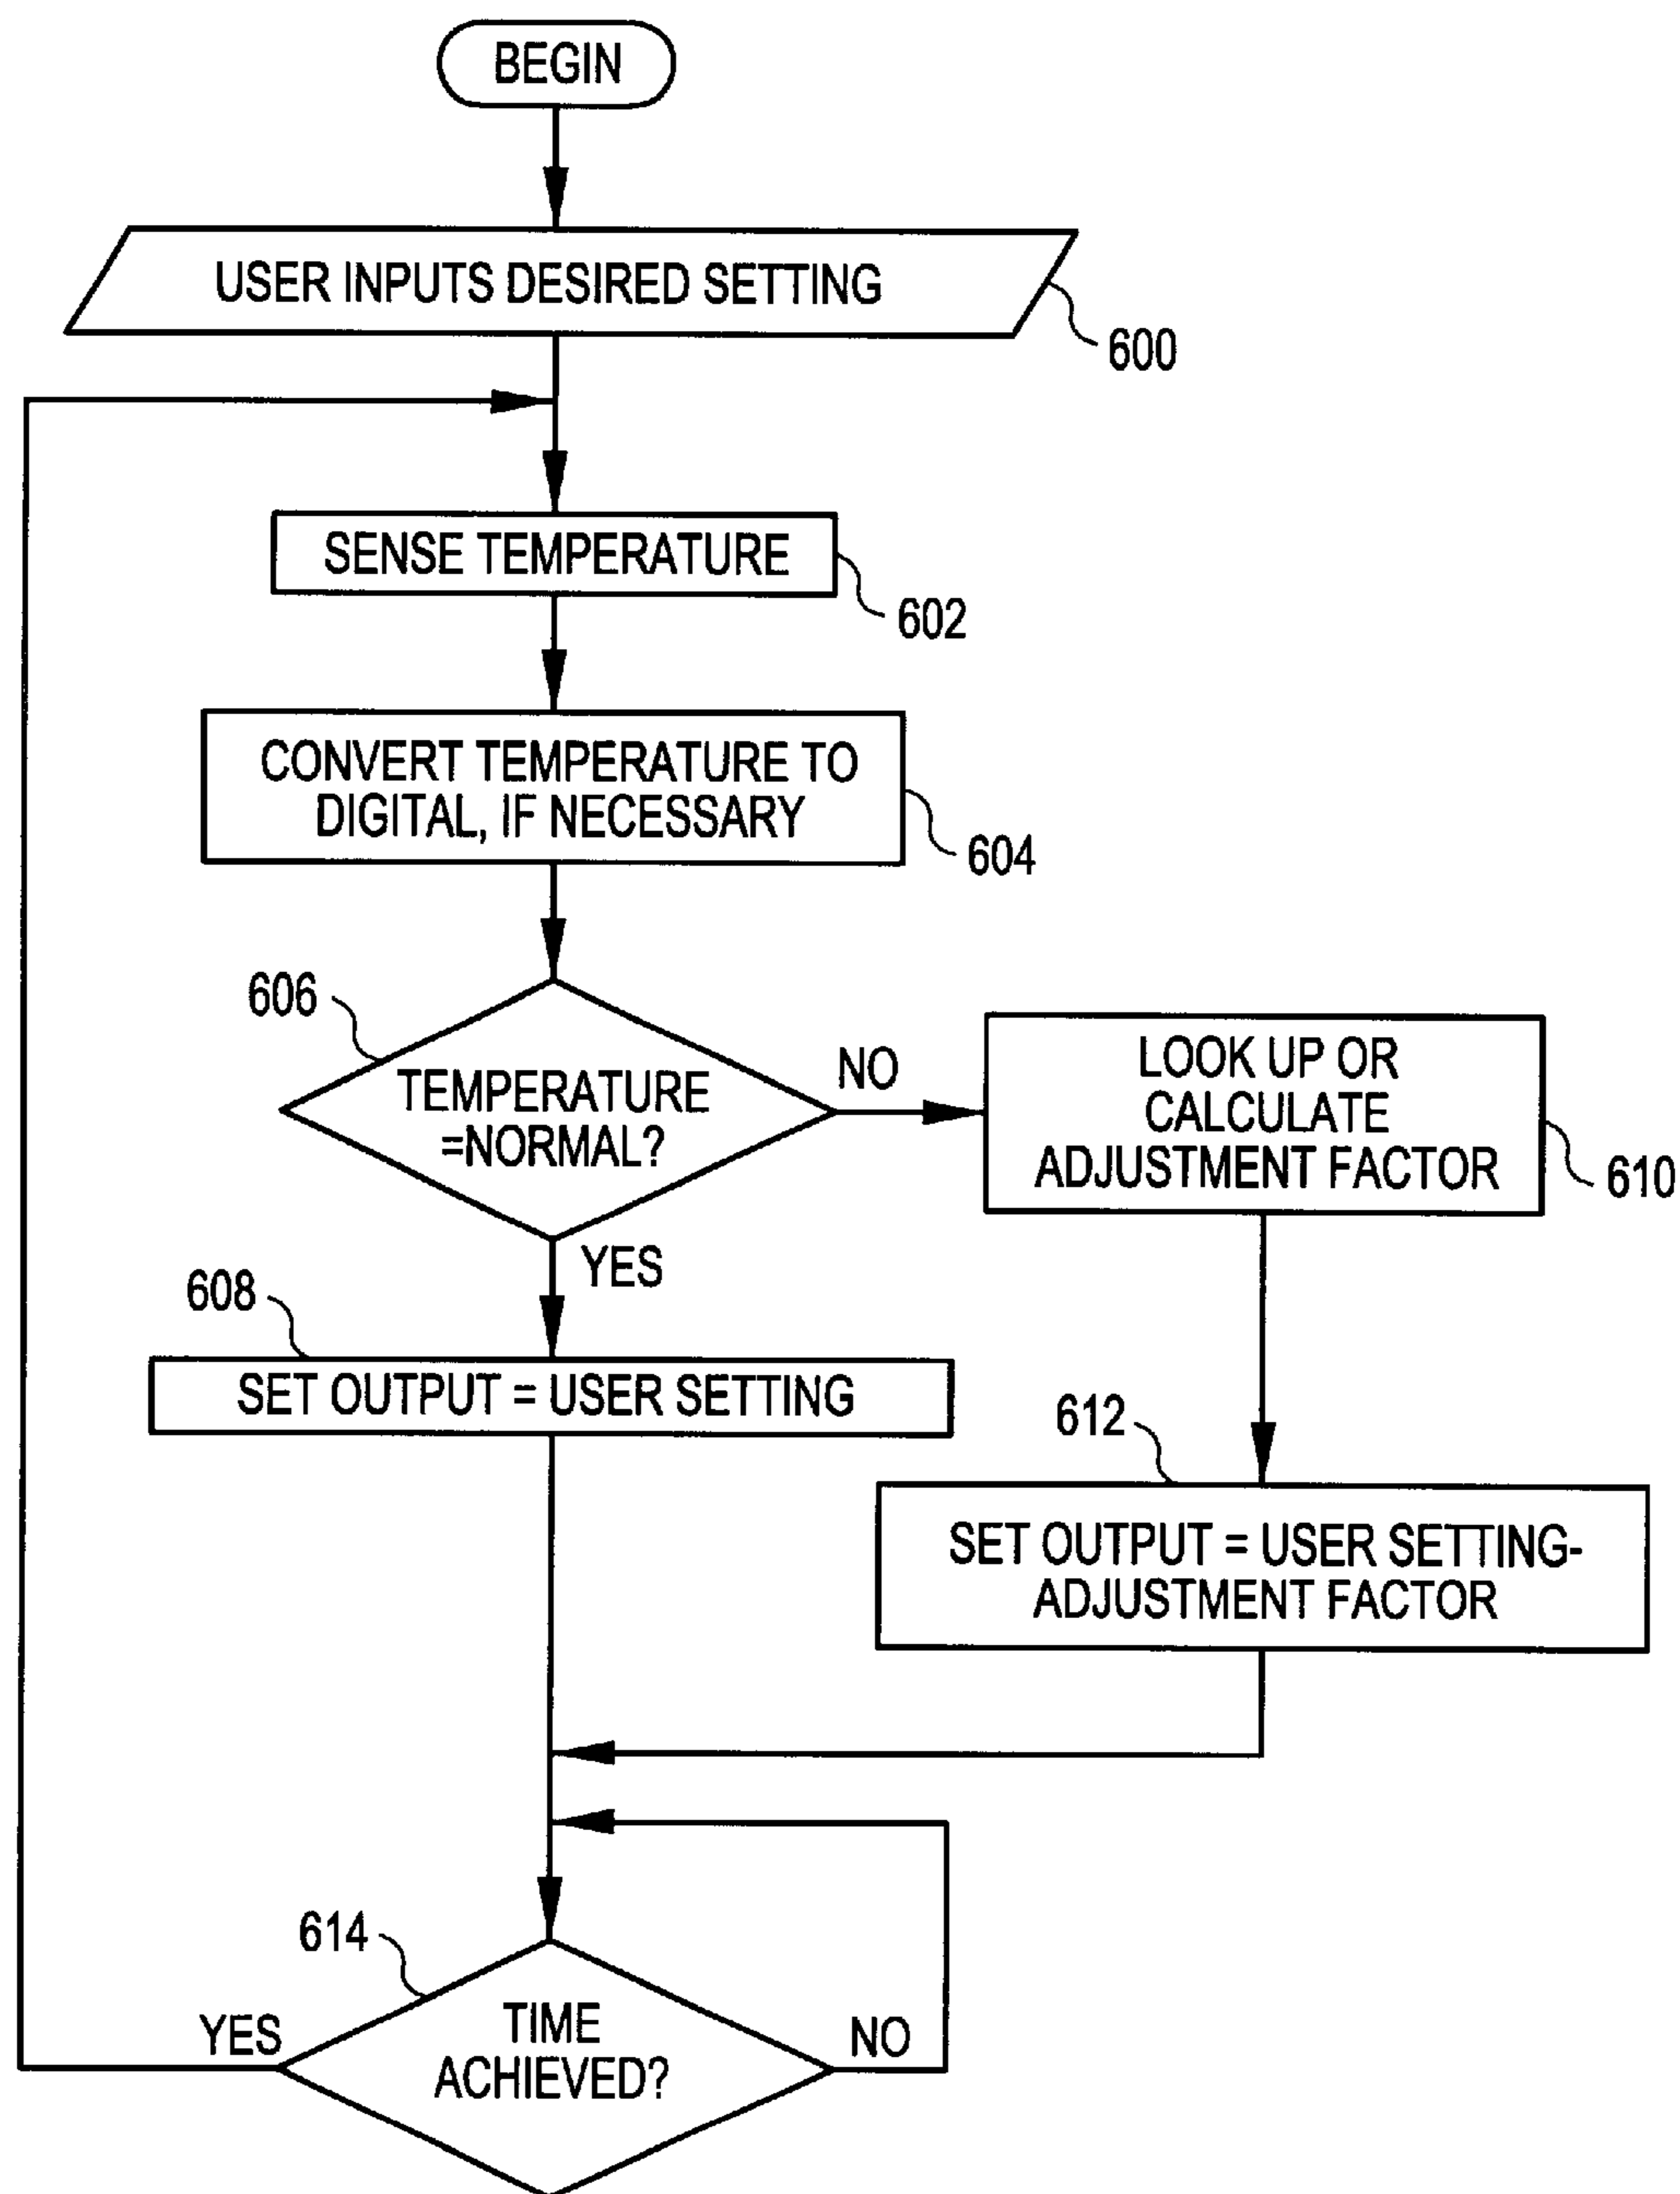 BEGIN
USER INPUTS DESIRED SETTING
600
SENSE TEMPERATURE
602
CONVERT TEMPERATURE TO
DIGITAL, IF NECESSARY
604
606
TEMPERATURE
=NORMAL?
NO
LOOK UP OR
CALCULATE
ADJUSTMENT FACTOR
610
YES
608
SET OUTPUT = USER SETTING
612
SET OUTPUT = USER SETTING-
ADJUSTMENT FACTOR
614
YES
TIME
ACHIEVED?
NO